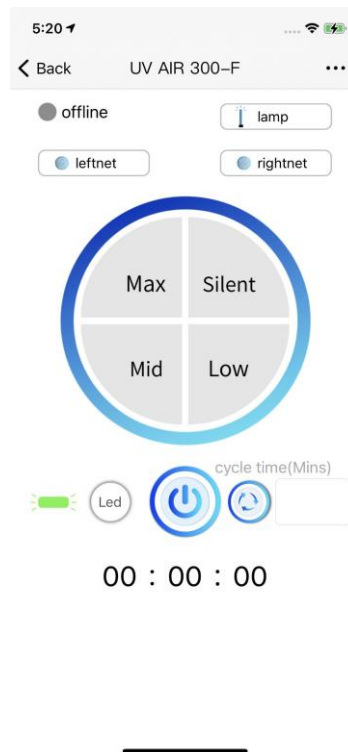 5:20
Back UV AIR 300-F ...
offline lamp
leftnet rightnet
Max Silent
Mid Low
cycle time(Mins)
Led
00 : 00 : 00